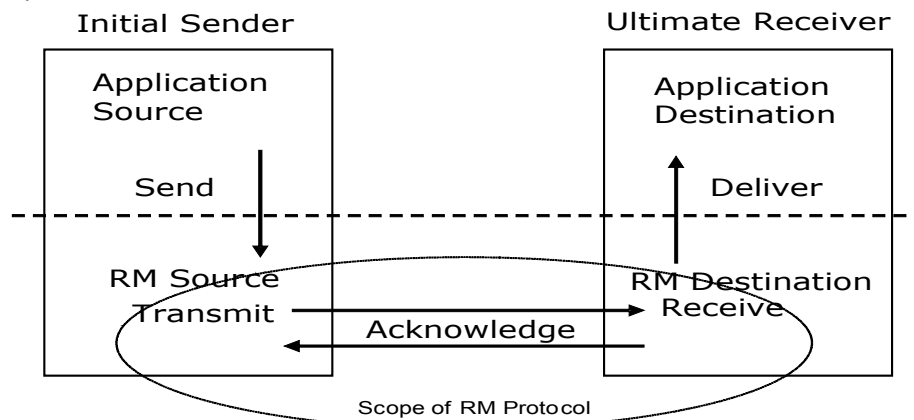 Initial Sender
Ultimate Receiver
Application
Source
Application
Destination
Send
Deliver
RM Source
Transmit
RM Destination
Receive
Acknowledge
Scope of RM Protocol